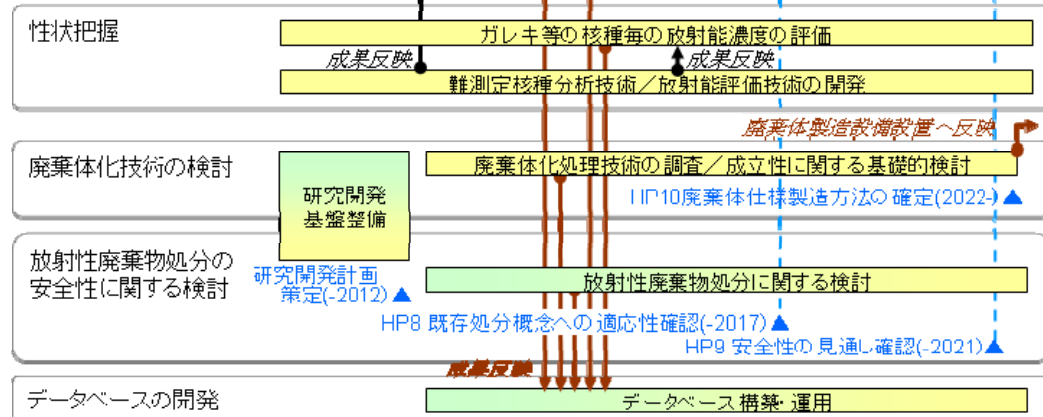 性状把握
ガレキ等の核種毎の放射能濃度の評価
成果反映
成果反映
難測定核種分析技術／放射能評価技術の開発
廃棄体製造設備設置へ反映
廃棄体化技術の検討
研究開発
基盤整備
廃棄体化処理技術の調査／成立性に関する基礎的検討
HP10廃棄体仕様製造方法の確定(2022-)
放射性廃棄物処分の
安全性に関する検討
研究開発計画
策定(-2012)
放射性廃棄物処分に関する検討
HP8 既存処分概念への適応性確認(-2017)
HP9 安全性の見通し確認(-2021)
成果反映
データベースの開発
データベース構築・運用